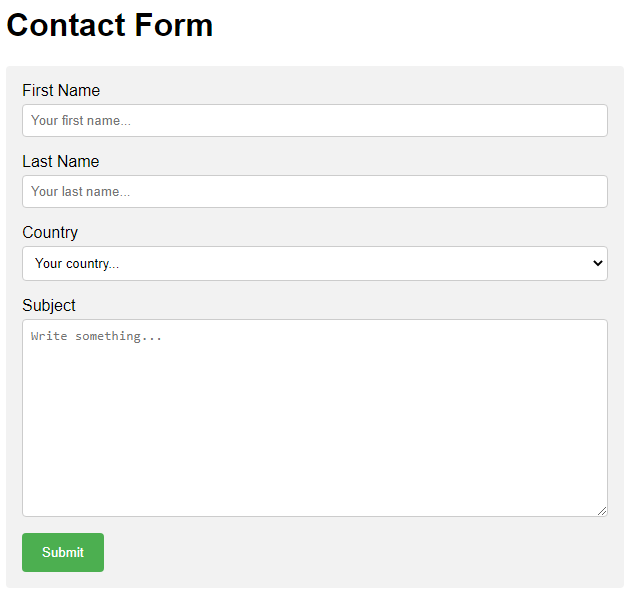 Contact Form
First Name
Your first name...
Last Name
Your last name...
Country
Your country...
Subject
Write something...
Submit